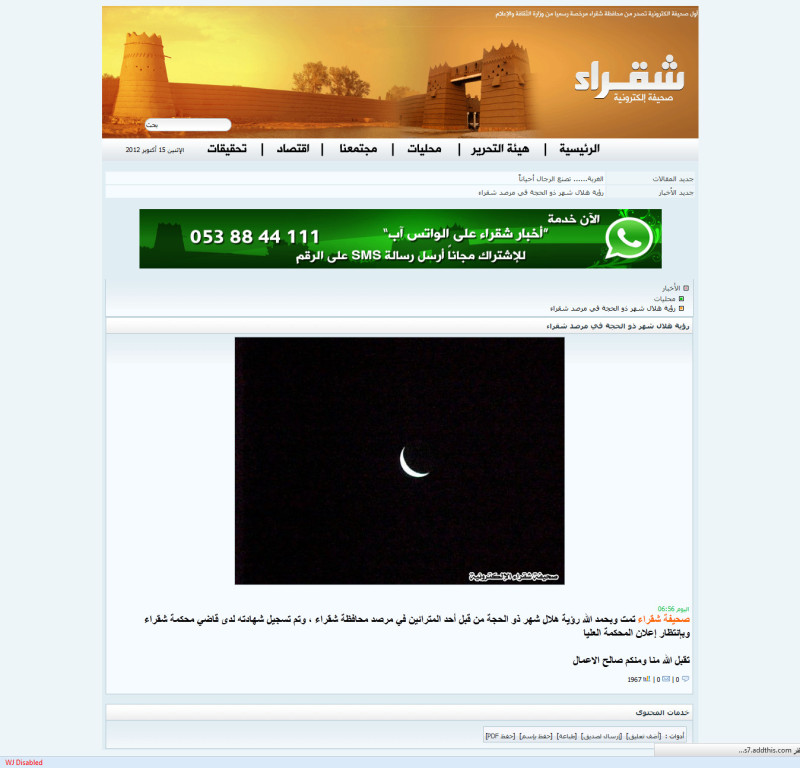 أول صحيفة الكترونية تصدر من محافظة شقراء مرخصة رسميا من وزارة الثقافة والإعلام
شقراء
صحيفة إلكترونية
بحث
الرئيسية | هيئة التحرير | محليات | مجتمعنا | اقتصاد | تحقيقات
الإثنين 15 أكتوبر 2012
جديد المقالات
الغربة...... تصنع الرجال أحياناً
جديد الأخبار
رؤية هلال شهر ذو الحجة في مرصد شقراء
الآن خدمة
"أخبار شقراء على الواتس آب"
للإشتراك مجاناً أرسل رسالة SMS على الرقم
053 88 44 111
الأخبار
محليات
رؤية هلال شهر ذو الحجة في مرصد شقراء
رؤية هلال شهر ذو الحجة في مرصد شقراء
صحيفة شقراء الإلكترونية
اليوم 06:56
صحيفة شقراء تمت وبحمد الله رؤية هلال شهر ذو الحجة من قبل أحد المترائين في مرصد محافظة شقراء ، وتم تسجيل شهادته لدى قاضي محكمة شقراء
وبإنتظار إعلان المحكمة العليا
تقبل الله منا ومنكم صالح الاعمال
0 | 0 | 1967
خدمات المحتوى
أدوات : [أضف تعليق] [إرسال لصديق] [طباعة] [حفظ بإسم] [حفظ PDF]
s7.addthis.com...
WJ Disabled